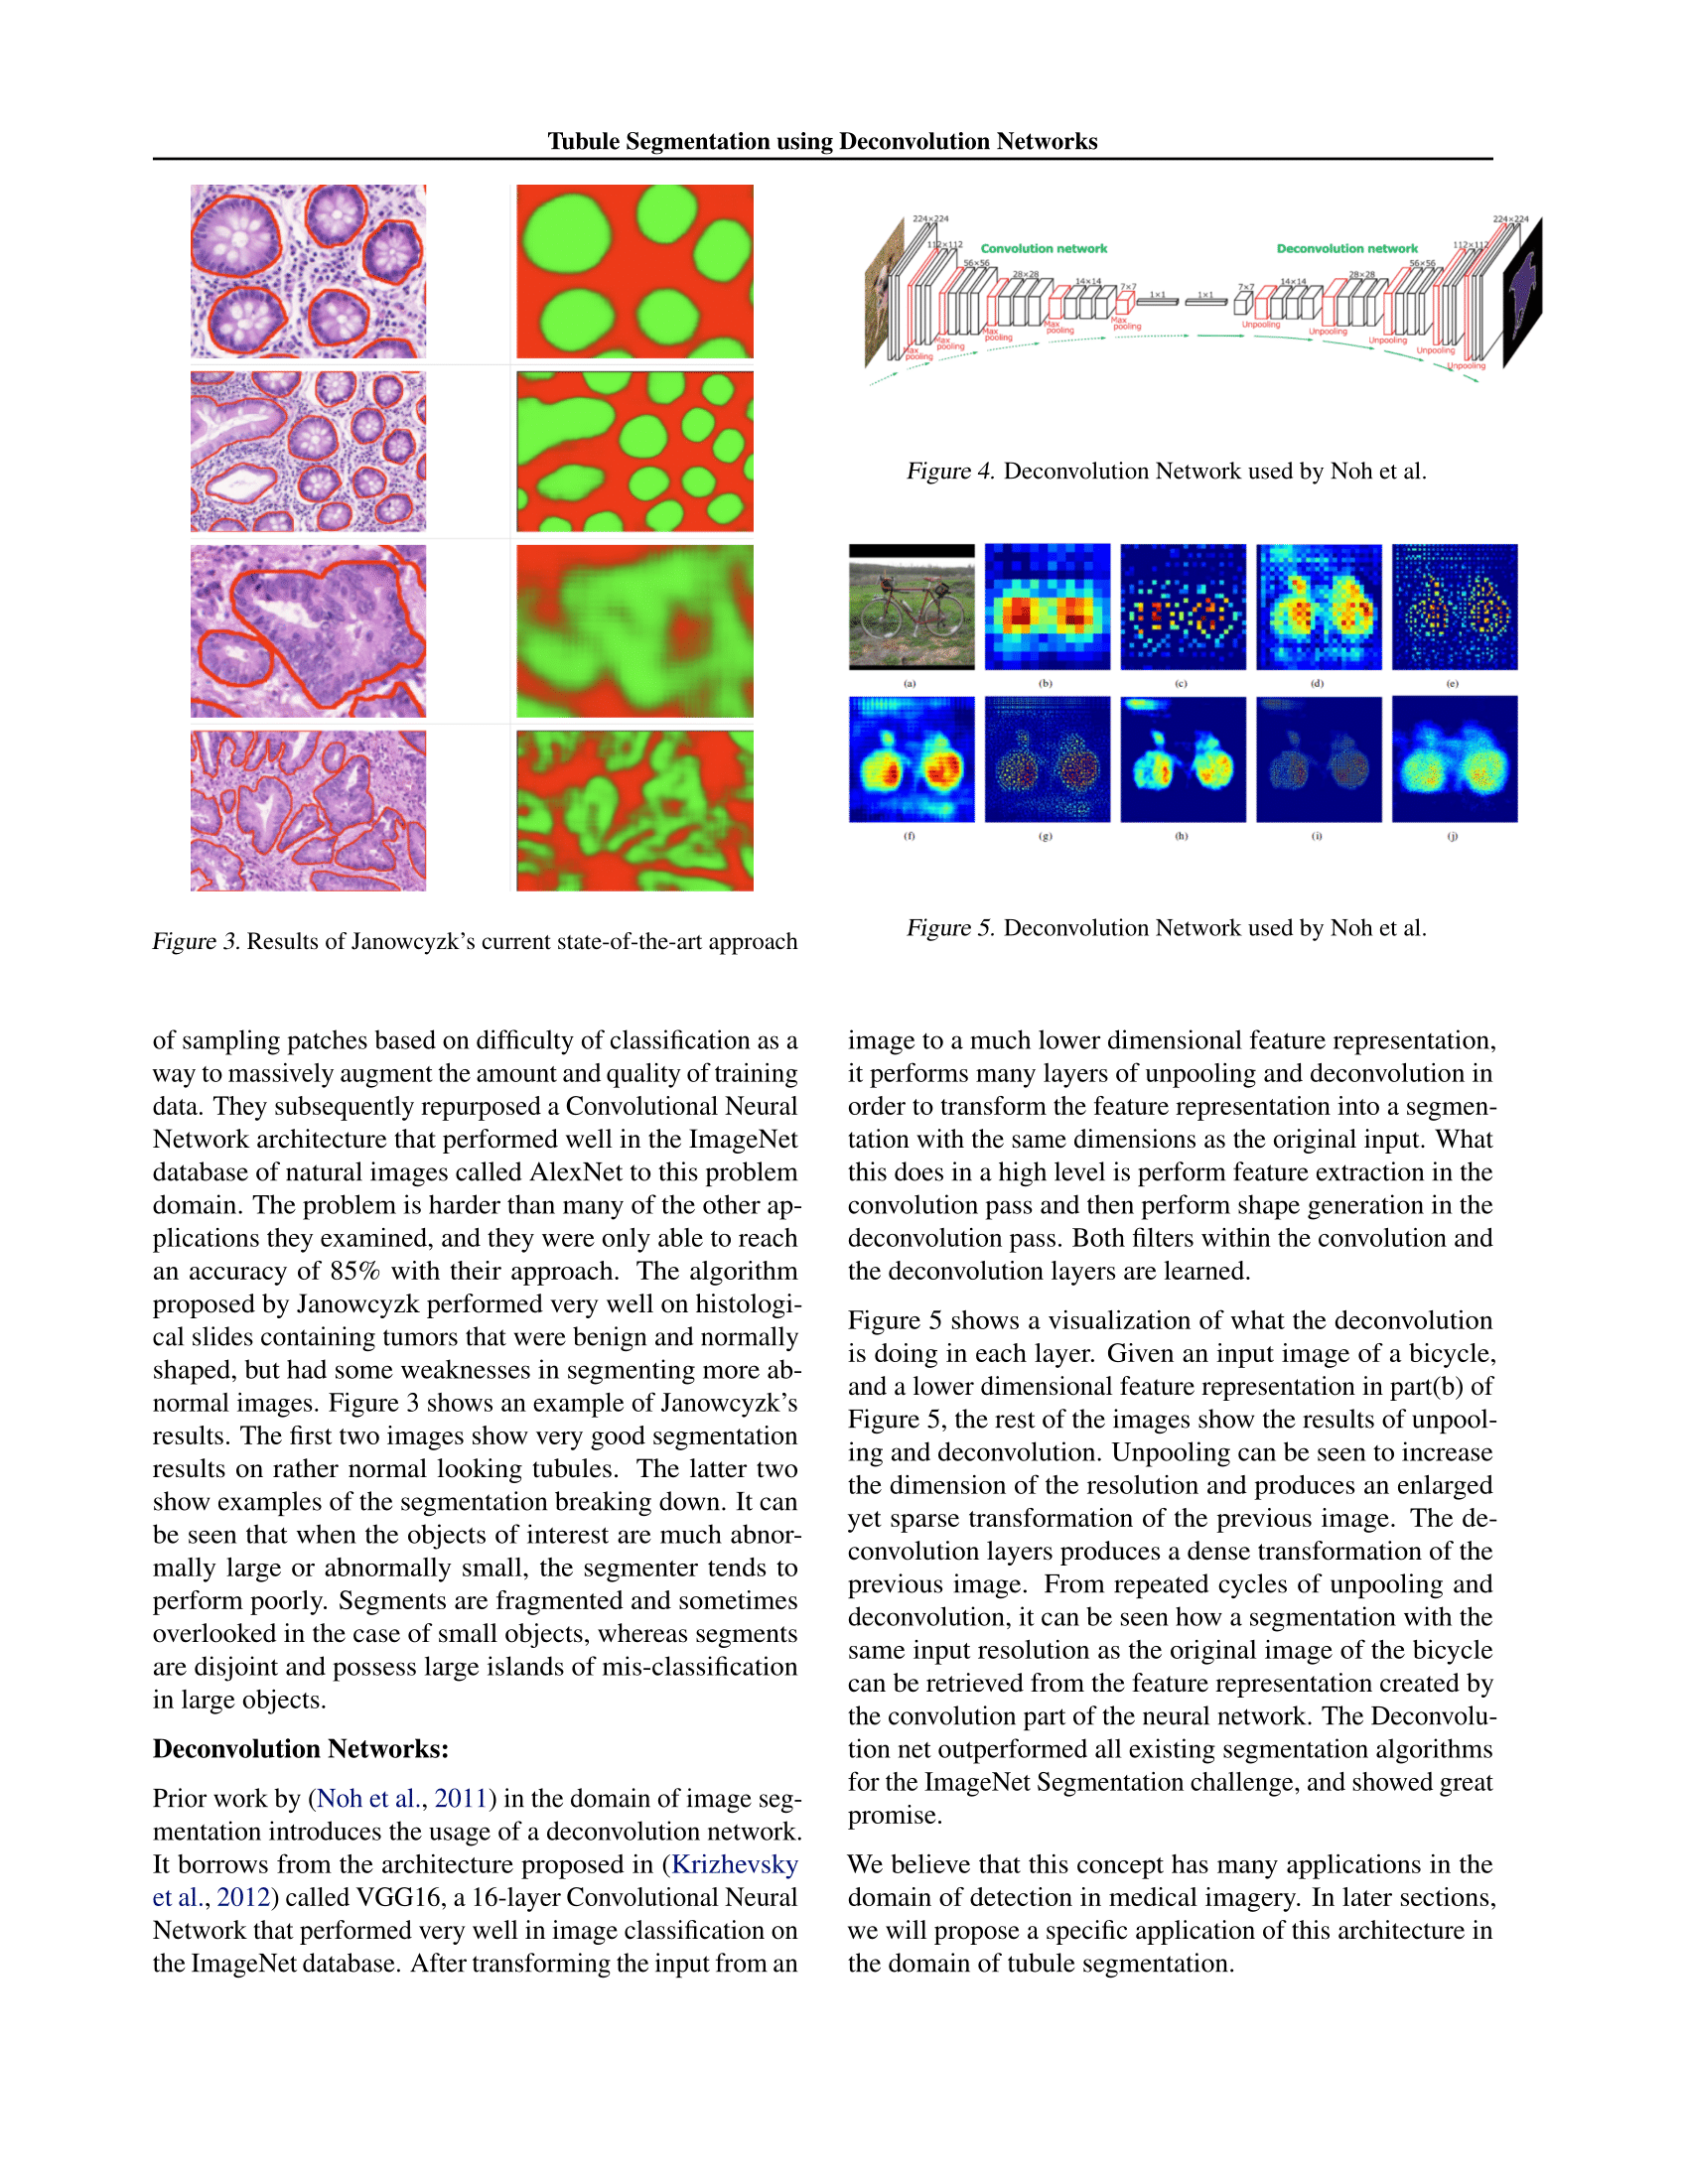 Tubule Segmentation using Deconvolution Networks
Figure 3. Results of Janowcyzk's current state-of-the-art approach
224×224
112×112
56×56
28×28
14×14
7×7
1×1
1×1
7×7
14×14
28×28
56×56
112×112
224×224
Convolution network
Deconvolution network
Max
pooling
Max
pooling
Max
pooling
Max
pooling
Max
pooling
Unpooling
Unpooling
Unpooling
Unpooling
Unpooling
Figure 4. Deconvolution Network used by Noh et al.
(a)
(b)
(c)
(d)
(e)
(f)
(g)
(h)
(i)
(j)
Figure 5. Deconvolution Network used by Noh et al.
of sampling patches based on difficulty of classification as a
way to massively augment the amount and quality of training
data. They subsequently repurposed a Convolutional Neural
Network architecture that performed well in the ImageNet
database of natural images called AlexNet to this problem
domain. The problem is harder than many of the other ap-
plications they examined, and they were only able to reach
an accuracy of 85% with their approach. The algorithm
proposed by Janowcyzk performed very well on histologi-
cal slides containing tumors that were benign and normally
shaped, but had some weaknesses in segmenting more ab-
normal images. Figure 3 shows an example of Janowcyzk's
results. The first two images show very good segmentation
results on rather normal looking tubules. The latter two
show examples of the segmentation breaking down. It can
be seen that when the objects of interest are much abnor-
mally large or abnormally small, the segmenter tends to
perform poorly. Segments are fragmented and sometimes
overlooked in the case of small objects, whereas segments
are disjoint and possess large islands of mis-classification
in large objects.
Deconvolution Networks:
Prior work by (Noh et al., 2011) in the domain of image seg-
mentation introduces the usage of a deconvolution network.
It borrows from the architecture proposed in (Krizhevsky
et al., 2012) called VGG16, a 16-layer Convolutional Neural
Network that performed very well in image classification on
the ImageNet database. After transforming the input from an
image to a much lower dimensional feature representation,
it performs many layers of unpooling and deconvolution in
order to transform the feature representation into a segmen-
tation with the same dimensions as the original input. What
this does in a high level is perform feature extraction in the
convolution pass and then perform shape generation in the
deconvolution pass. Both filters within the convolution and
the deconvolution layers are learned.
Figure 5 shows a visualization of what the deconvolution
is doing in each layer. Given an input image of a bicycle,
and a lower dimensional feature representation in part(b) of
Figure 5, the rest of the images show the results of unpool-
ing and deconvolution. Unpooling can be seen to increase
the dimension of the resolution and produces an enlarged
yet sparse transformation of the previous image. The de-
convolution layers produces a dense transformation of the
previous image. From repeated cycles of unpooling and
deconvolution, it can be seen how a segmentation with the
same input resolution as the original image of the bicycle
can be retrieved from the feature representation created by
the convolution part of the neural network. The Deconvolu-
tion net outperformed all existing segmentation algorithms
for the ImageNet Segmentation challenge, and showed great
promise.
We believe that this concept has many applications in the
domain of detection in medical imagery. In later sections,
we will propose a specific application of this architecture in
the domain of tubule segmentation.